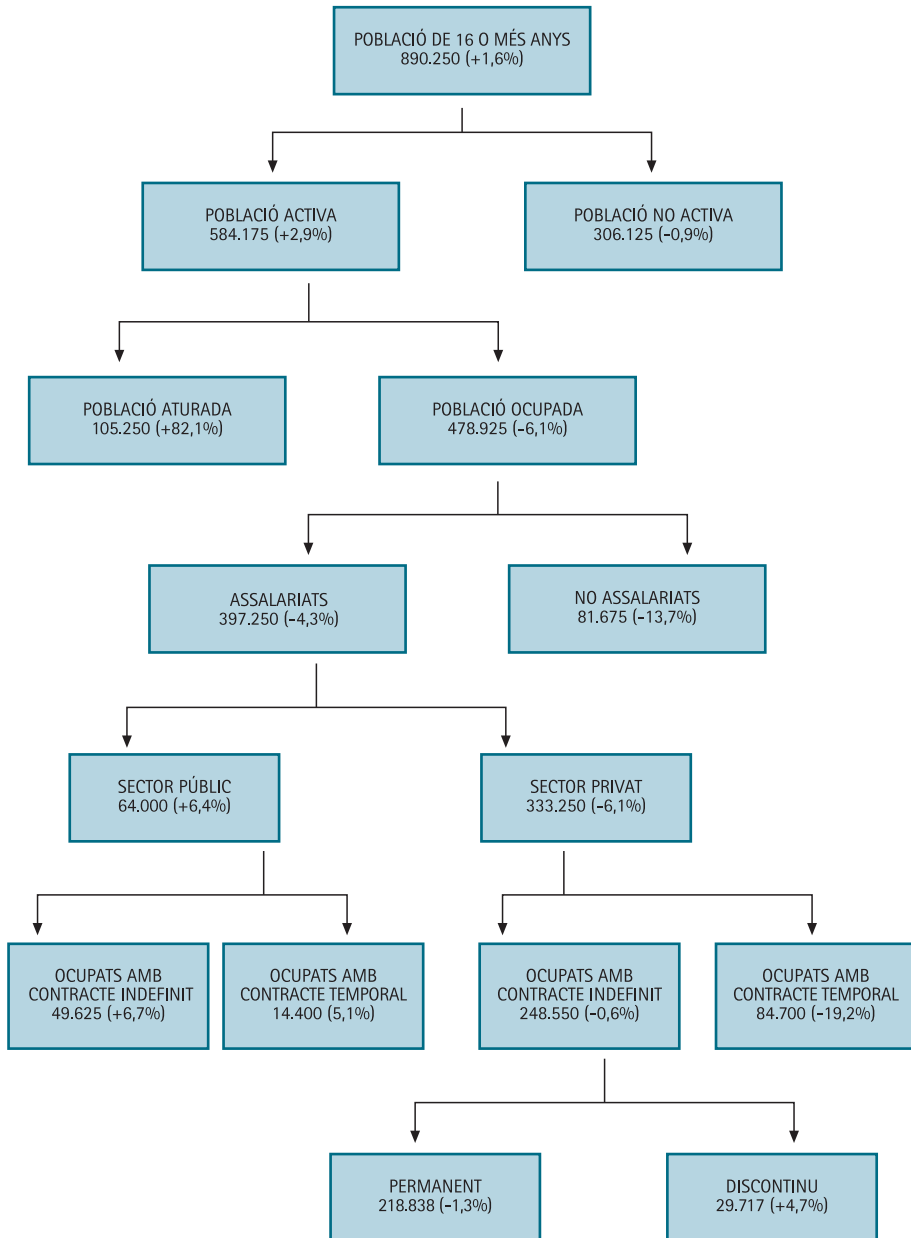 POBLACIÓ DE 16 O MÉS ANYS
890.250 (+1,6%)
POBLACIÓ ACTIVA
584.175 (+2,9%)
POBLACIÓ NO ACTIVA
306.125 (-0,9%)
POBLACIÓ ATURADA
105.250 (+82,1%)
POBLACIÓ OCUPADA
478.925 (-6,1%)
ASSALARIATS
397.250 (-4,3%)
NO ASSALARIATS
81.675 (-13,7%)
SECTOR PÚBLIC
64.000 (+6,4%)
SECTOR PRIVAT
333.250 (-6,1%)
OCUPATS AMB
CONTRACTE INDEFINIT
49.625 (+6,7%)
OCUPATS AMB
CONTRACTE TEMPORAL
14.400 (5,1%)
OCUPATS AMB
CONTRACTE INDEFINIT
248.550 (-0,6%)
OCUPATS AMB
CONTRACTE TEMPORAL
84.700 (-19,2%)
PERMANENT
218.838 (-1,3%)
DISCONTINU
29.717 (+4,7%)